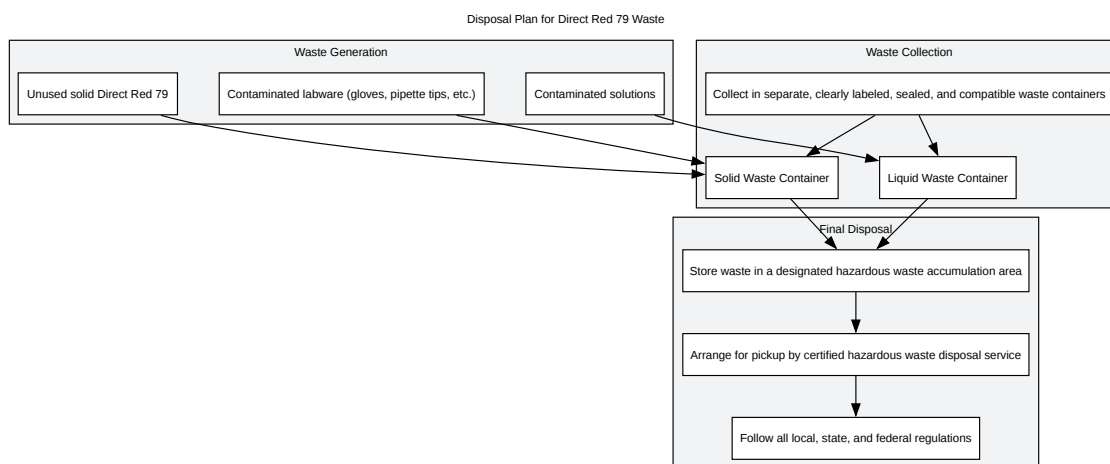 Disposal Plan for Direct Red 79 Waste
Waste Generation
Waste Collection
Unused solid Direct Red 79
Contaminated labware (gloves, pipette tips, etc.)
Contaminated solutions
Collect in separate, clearly labeled, sealed, and compatible waste containers
Solid Waste Container
Liquid Waste Container
Final Disposal
Store waste in a designated hazardous waste accumulation area
Arrange for pickup by certified hazardous waste disposal service
Follow all local, state, and federal regulations